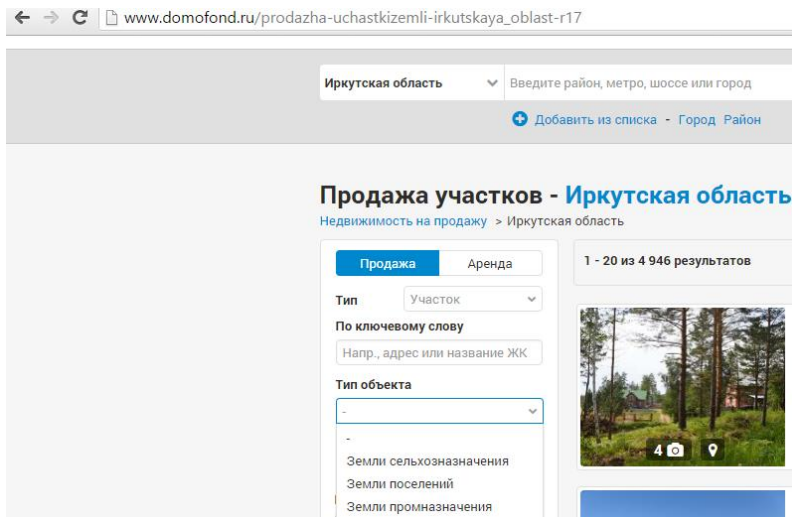 www.domofond.ru/prodazha-uchastkizemli-irkutskaya_oblast-r17
Иркутская область Введите район, метро, шоссе или город
Добавить из списка - Город Район
Продажа участков - Иркутская область
Недвижимость на продажу > Иркутская область
Продажа Аренда
1 - 20 из 4 946 результатов
Тип Участок
По ключевому слову
Напр., адрес или название ЖК
Тип объекта
-
-
4
Земли сельхозназначения
Земли поселений
Земли промназначения